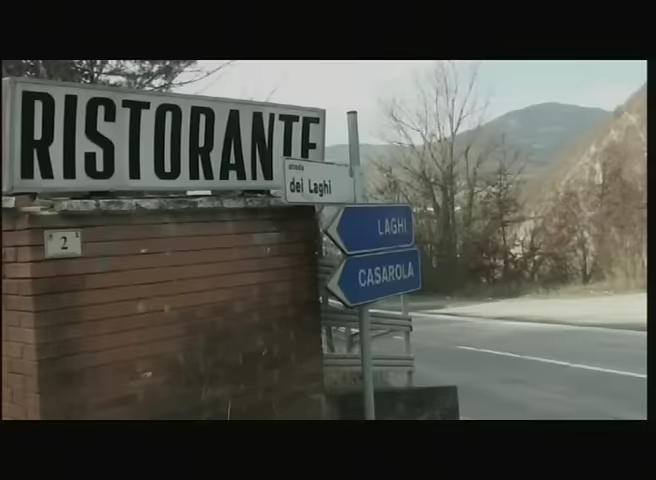 RISTORANTE
strada
dei Laghi
LAGHI
CASAROLA
2